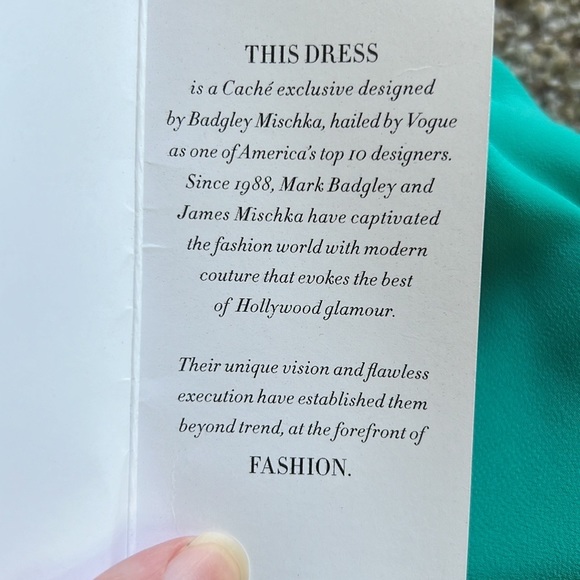 THIS DRESS
is a Caché exclusive designed
by Badgley Mischka, hailed by Vogue
as one of America's top 10 designers.
Since 1988, Mark Badgley and
James Mischka have captivated
the fashion world with modern
couture that evokes the best
of Hollywood glamour.
Their unique vision and flawless
execution have established them
beyond trend, at the forefront of
FASHION.